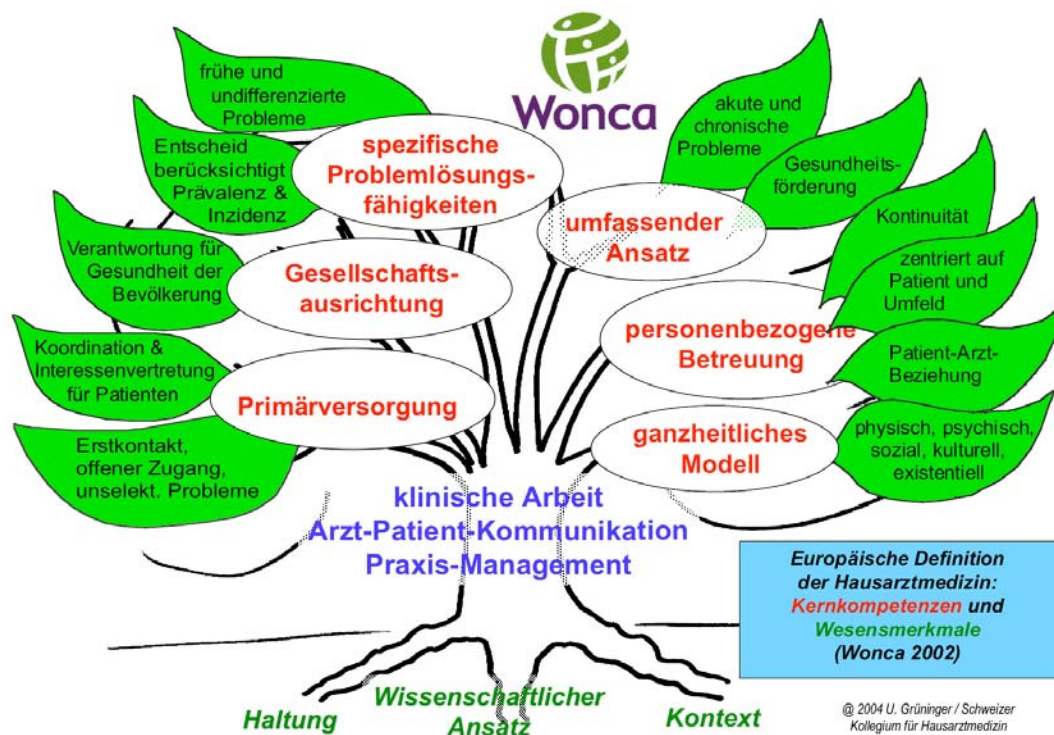 frühe und
undifferenzierte
Probleme
Wonca
akute und
chronische
Probleme
Entscheid
berücksichtigt
Prävalenz &
Inzidenz
spezifische
Problemlösungs-
fähigkeiten
Gesundheits-
förderung
umfassender
Ansatz
Kontinuität
Verantwortung für
Gesundheit der
Bevölkerung
Gesellschafts-
ausrichtung
zentriert auf
Patient und
Umfeld
personenbezogene
Betreuung
Koordination &
Interessenvertretung
für Patienten
Primärversorgung
Patient-Arzt-
Beziehung
Erstkontakt,
offener Zugang,
unselekt. Probleme
ganzheitliches
Modell
physisch, psychisch,
sozial, kulturell,
existentiell
klinische Arbeit
Arzt-Patient-Kommunikation
Praxis-Management
Europäische Definition
der Hausarztmedizin:
Kernkompetenzen und
Wesensmerkmale
(Wonca 2002)
Haltung
Wissenschaftlicher
Ansatz
Kontext
@ 2004 U. Grüninger / Schweizer
Kollegium für Hausarztmedizin